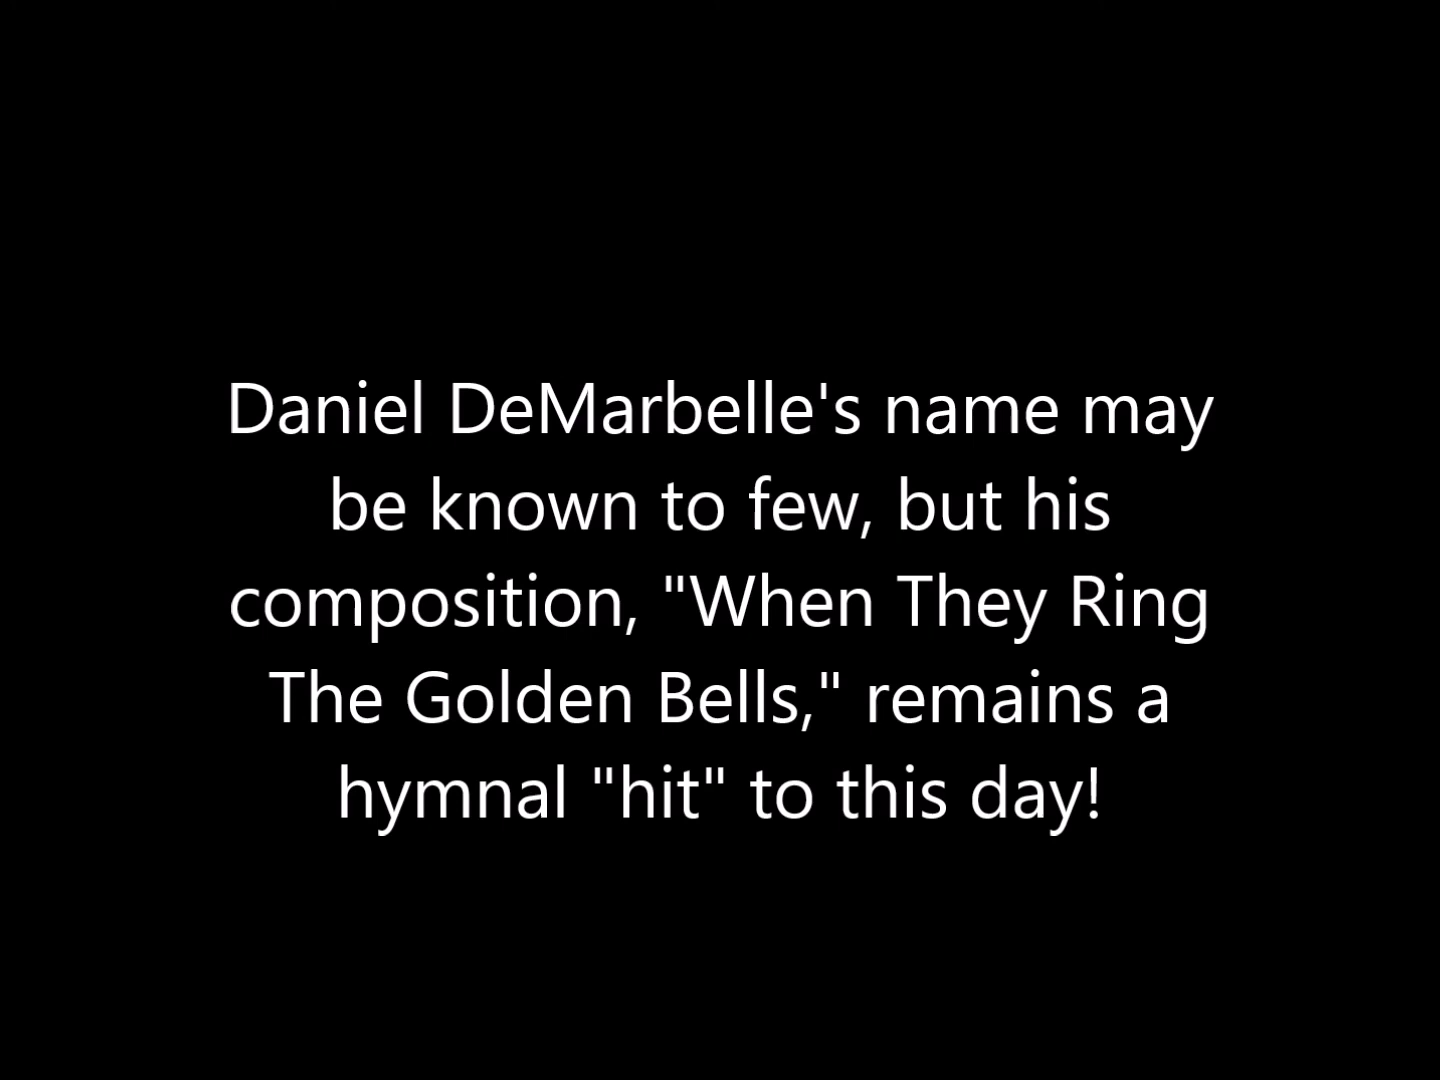 Daniel DeMarbelle's name may
be known to few, but his
composition, "When They Ring
The Golden Bells," remains a
hymnal "hit" to this day!